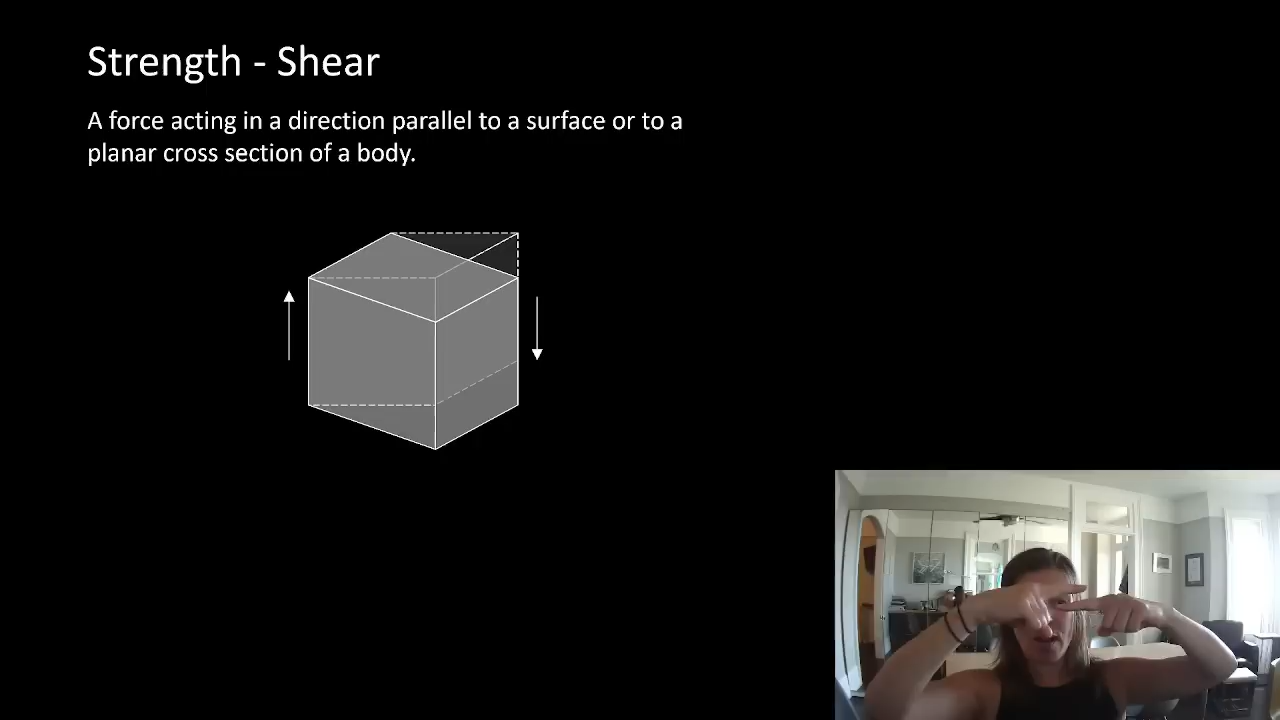 Strength - Shear
A force acting in a direction parallel to a surface or to a
planar cross section of a body.